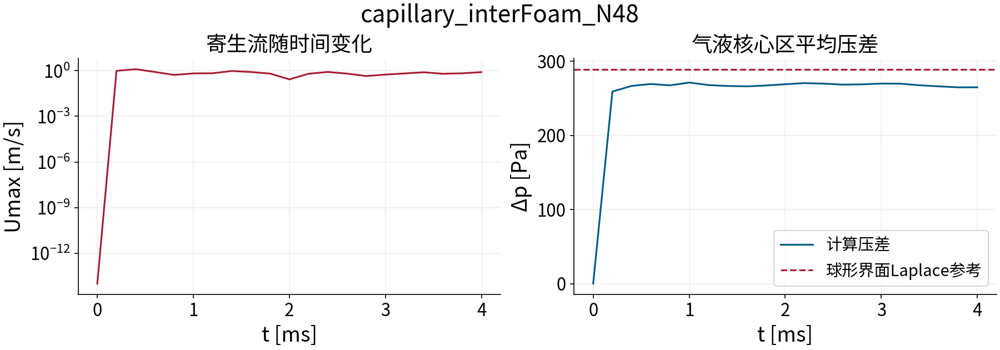 capillary_interFoam_N48
寄生流随时间变化
Umax [m/s]
10⁰
10⁻³
10⁻⁶
10⁻⁹
10⁻¹²
0 1 2 3 4
t [ms]
气液核心区平均压差
Δp [Pa]
300
200
100
0
计算压差
球形界面Laplace参考
0 1 2 3 4
t [ms]